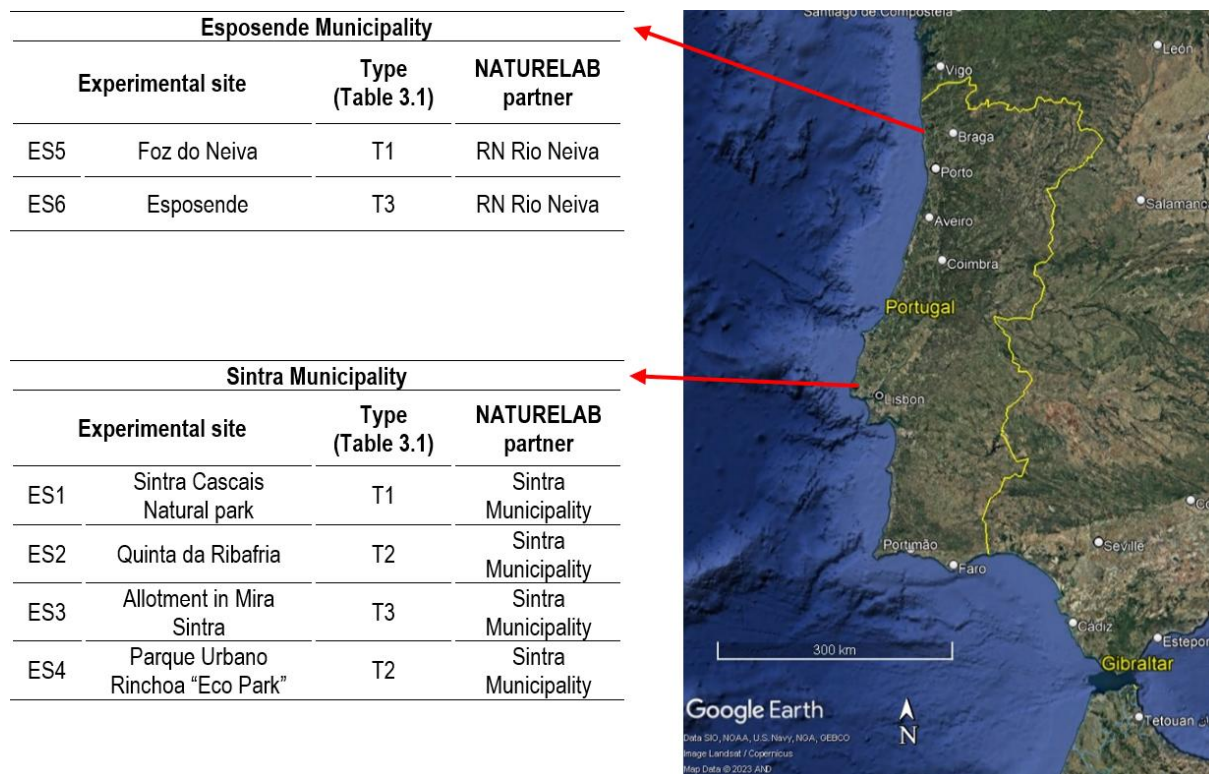 Esposende Municipality
Experimental site
Type
(Table 3.1)
NATURELAB
partner
ES5 Foz do Neiva T1 RN Rio Neiva
ES6 Esposende T3 RN Rio Neiva
Sintra Municipality
Experimental site
Type
(Table 3.1)
NATURELAB
partner
ES1 Sintra Cascais
Natural park T1 Sintra
Municipality
ES2 Quinta da Ribafria T2 Sintra
Municipality
ES3 Allotment in Mira
Sintra T3 Sintra
Municipality
ES4 Parque Urbano
Rinchoa “Eco Park” T2 Sintra
Municipality
Santiago de Compostela
León
Vigo
Braga
Porto
Salamanc
Aveiro
Coimbra
Portugal
Lisbon
Portimão
Faro
Seville
Cádiz
Estepon
Gibraltar
Tetouan
300 km
Google Earth
N
Data SIO, NOAA, U.S. Navy, NGA, GEBCO
Image Landsat / Copernicus
Map Data © 2023 AND